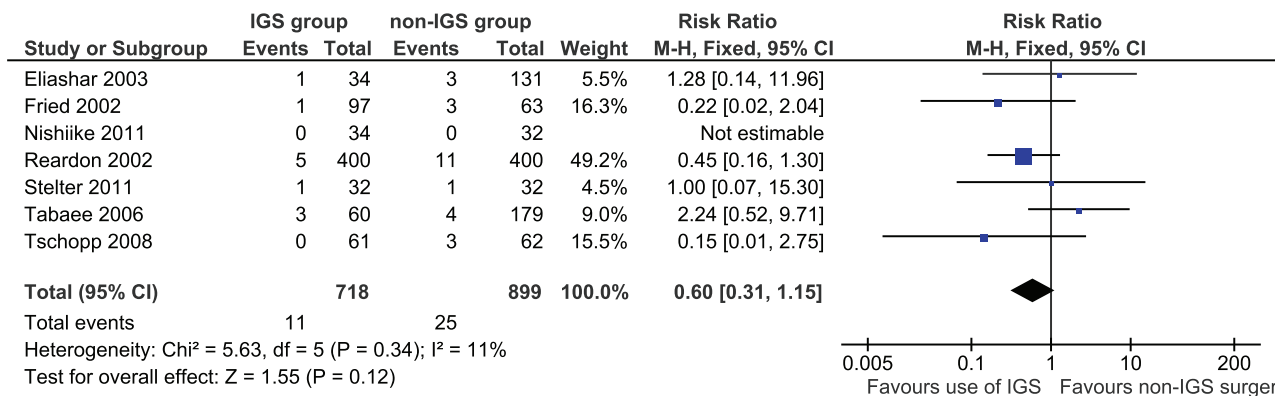 IGS group non-IGS group Risk Ratio Risk Ratio
Study or Subgroup Events Total Events Total Weight M-H, Fixed, 95% CI M-H, Fixed, 95% CI
Eliashar 2003 1 34 3 131 5.5% 1.28 [0.14, 11.96]
Fried 2002 1 97 3 63 16.3% 0.22 [0.02, 2.04]
Nishiike 2011 0 34 0 32 Not estimable
Reardon 2002 5 400 11 400 49.2% 0.45 [0.16, 1.30]
Stelter 2011 1 32 1 32 4.5% 1.00 [0.07, 15.30]
Tabaee 2006 3 60 4 179 9.0% 2.24 [0.52, 9.71]
Tschopp 2008 0 61 3 62 15.5% 0.15 [0.01, 2.75]
Total (95% CI) 718 899 100.0% 0.60 [0.31, 1.15]
Total events 11 25
Heterogeneity: Chi² = 5.63, df = 5 (P = 0.34); I² = 11%
Test for overall effect: Z = 1.55 (P = 0.12)
0.005 0.1 1 10 200
Favours use of IGS Favours non-IGS surger